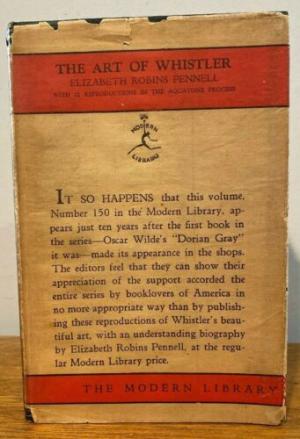 THE ART OF WHISTLER
ELIZABETH ROBINS PENNELL
WITH 32 REPRODUCTIONS IN THE AQUATONE PROCESS
MODERN
LIBRARY
IT SO HAPPENS that this volume,
Number 150 in the Modern Library, ap-
pears just ten years after the first book in
the series—Oscar Wilde's "Dorian Gray"
it was—made its appearance in the shops.
The editors feel that they can show their
appreciation of the support accorded the
entire series by booklovers of America in
no more appropriate way than by publish-
ing these reproductions of Whistler's beau-
tiful art, with an understanding biography
by Elizabeth Robins Pennell, at the regu-
lar Modern Library price.
THE MODERN LIBRARY